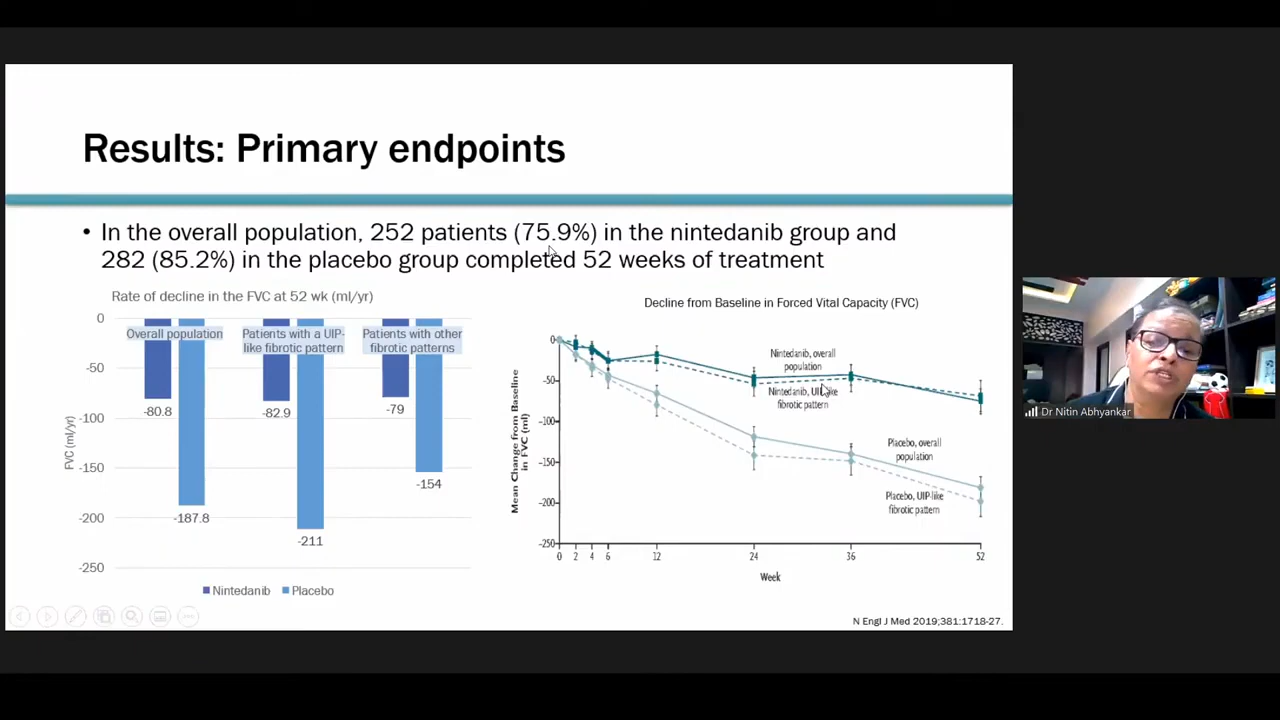 Results: Primary endpoints
• In the overall population, 252 patients (75.9%) in the nintedanib group and
282 (85.2%) in the placebo group completed 52 weeks of treatment
Rate of decline in the FVC at 52 wk (ml/yr)
0
-50
-100
-150
-200
-250
FVC (ml/yr)
Overall population
Patients with a UIP-
like fibrotic pattern
Patients with other
fibrotic patterns
-80.8
-187.8
-82.9
-211
-79
-154
Nintedanib
Placebo
Decline from Baseline in Forced Vital Capacity (FVC)
Mean Change from Baseline
in FVC (ml)
0
-50
-100
-150
-200
-250
Nintedanib, overall
population
Nintedanib, UIP-like
fibrotic pattern
Placebo, overall
population
Placebo, UIP-like
fibrotic pattern
0 2 4 6 12 24 36 52
Week
N Engl J Med 2019;381:1718-27.
Dr Nitin Abhyankar